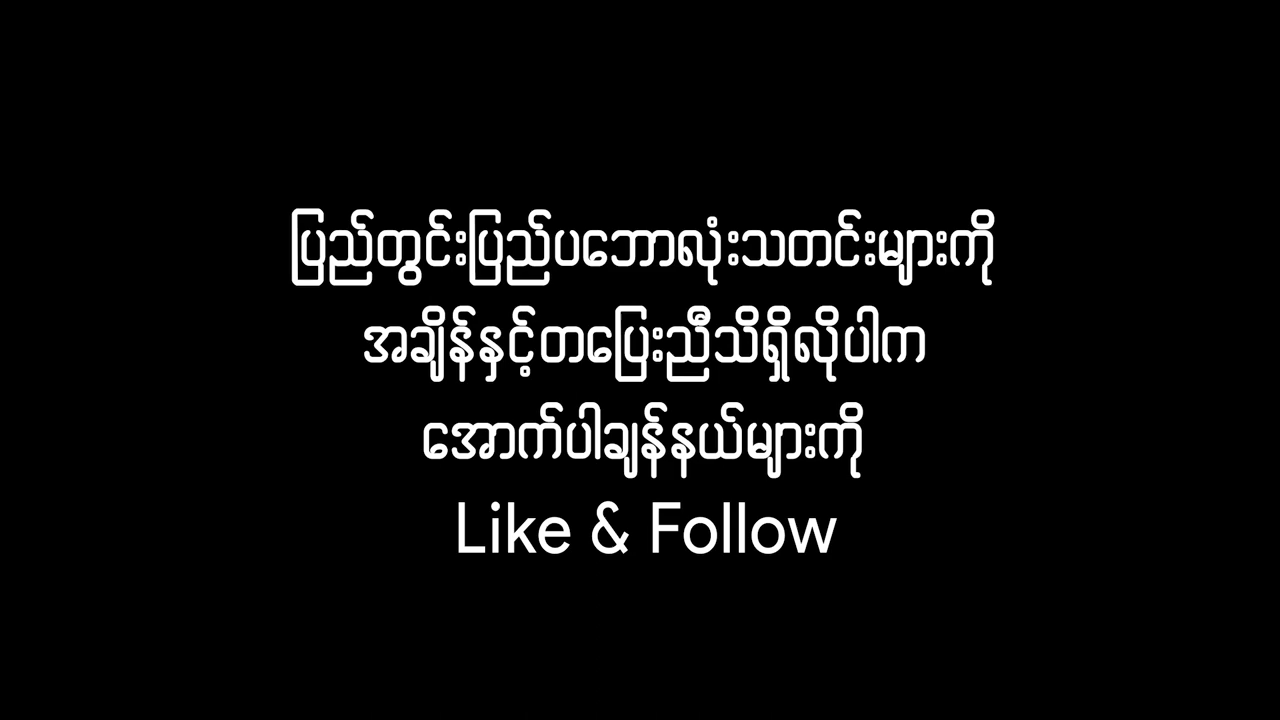 ပြည်တွင်းပြည်ပဘောလုံးသတင်းများကို
အချိန်နှင့်တပြေးညီသိရှိလိုပါက
အောက်ပါချန်နယ်များကို
Like & Follow